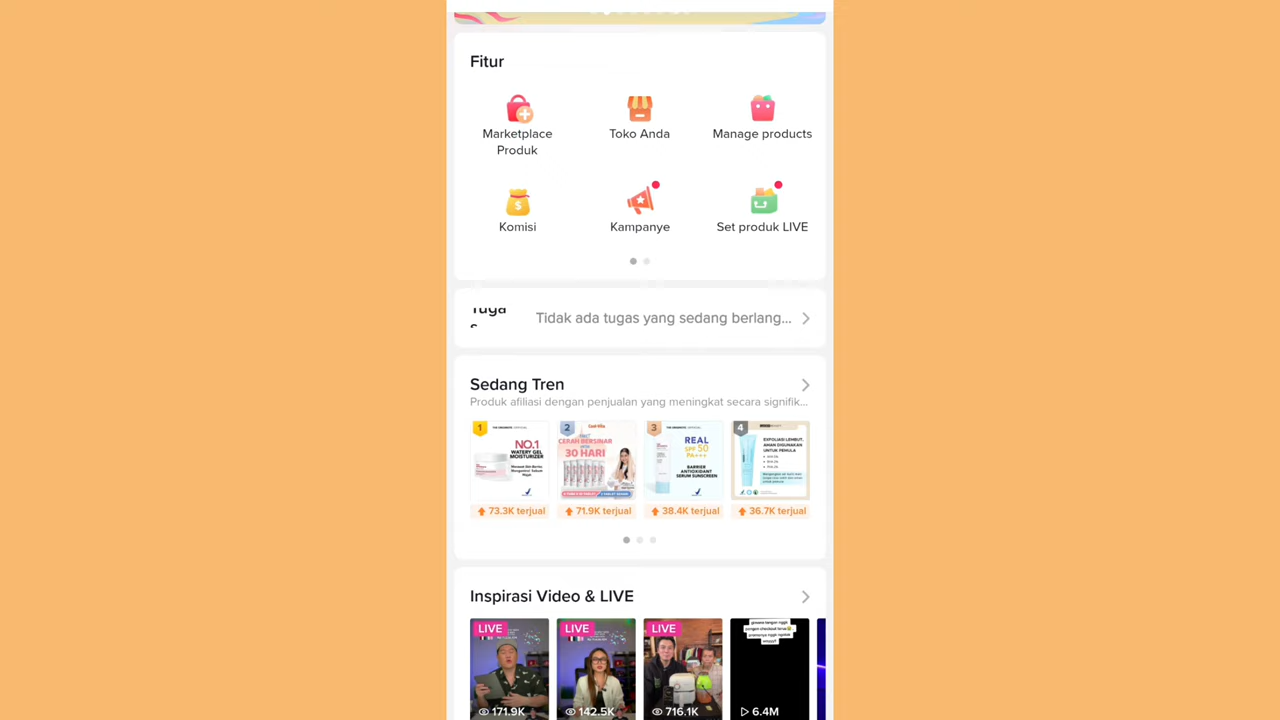 Fitur
Marketplace
Produk
Toko Anda
Manage products
Komisi
Kampanye
Set produk LIVE
Tidak ada tugas yang sedang berlang...
Sedang Tren
Produk afiliasi dengan penjualan yang meningkat secara signifik...
1
NO.1
WATERY GEL
MOISTURIZER
2
CERAH BERSINAR
30 HARI
3
REAL
SPF 50
PA+++
BARRIER
ANTIOXIDANT
SERUM SUNSCREEN
4
EXFOLIASI LEMBUT,
AMAN DIGUNAKAN
UNTUK PEMULA
73.3K terjual
71.9K terjual
38.4K terjual
36.7K terjual
Inspirasi Video & LIVE
LIVE
LIVE
LIVE
171.9K
142.5K
716.1K
6.4M